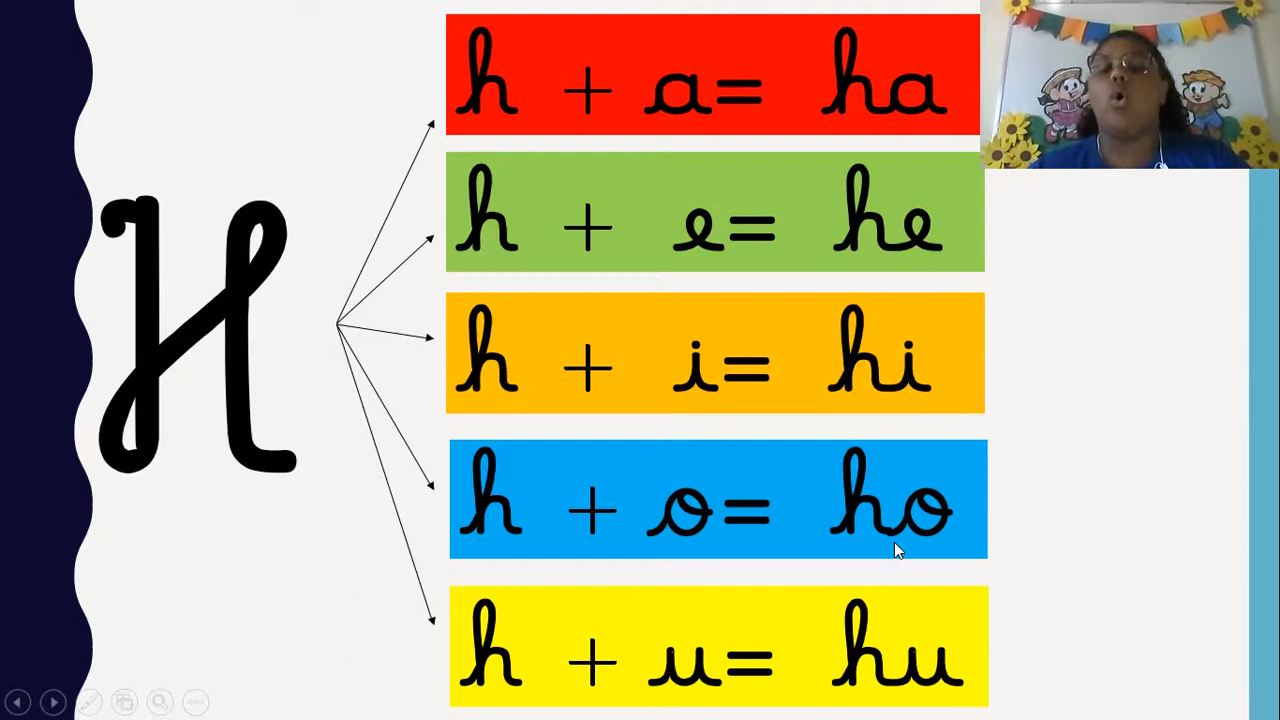 H
h + a= ha
h + e= he
h + i= hi
h + o= ho
h + u= hu